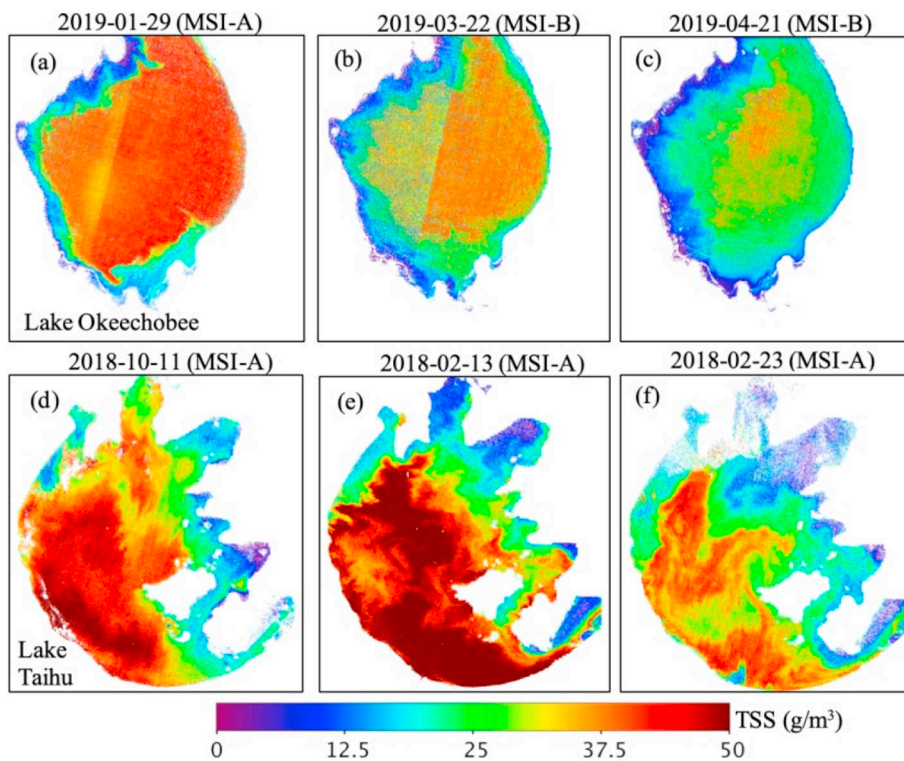 2019-01-29 (MSI-A) 2019-03-22 (MSI-B) 2019-04-21 (MSI-B)
(a) (b) (c)
Lake Okeechobee
2018-10-11 (MSI-A) 2018-02-13 (MSI-A) 2018-02-23 (MSI-A)
(d) (e) (f)
Lake
Taihu
TSS (g/m³)
0 12.5 25 37.5 50